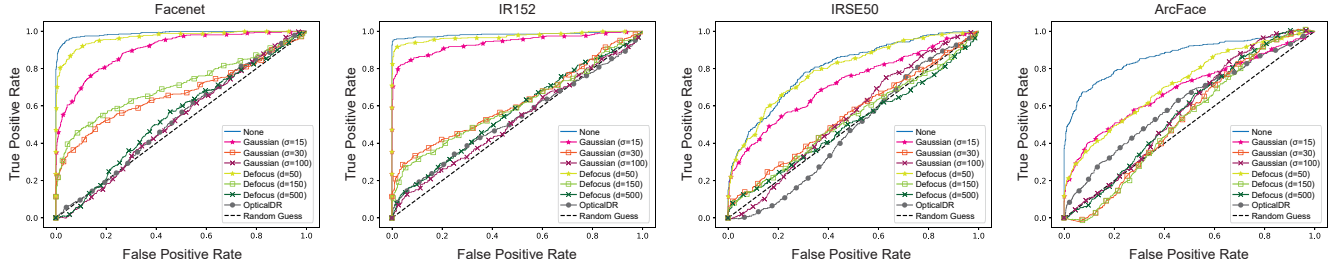 Facenet
IR152
IRSE50
ArcFace
True Positive Rate
1.0
0.8
0.6
0.4
0.2
0.0
None
Gaussian (σ=15)
Gaussian (σ=30)
Gaussian (σ=100)
Defocus (d=50)
Defocus (d=150)
Defocus (d=500)
OpticalDR
Random Guess
0.0 0.2 0.4 0.6 0.8 1.0
False Positive Rate
True Positive Rate
1.0
0.8
0.6
0.4
0.2
0.0
None
Gaussian (σ=15)
Gaussian (σ=30)
Gaussian (σ=100)
Defocus (d=50)
Defocus (d=150)
Defocus (d=500)
OpticalDR
Random Guess
0.0 0.2 0.4 0.6 0.8 1.0
False Positive Rate
True Positive Rate
1.0
0.8
0.6
0.4
0.2
0.0
None
Gaussian (σ=15)
Gaussian (σ=30)
Gaussian (σ=100)
Defocus (d=50)
Defocus (d=150)
Defocus (d=500)
OpticalDR
Random Guess
0.0 0.2 0.4 0.6 0.8 1.0
False Positive Rate
True Positive Rate
1.0
0.8
0.6
0.4
0.2
0.0
None
Gaussian (σ=15)
Gaussian (σ=30)
Gaussian (σ=100)
Defocus (d=50)
Defocus (d=150)
Defocus (d=500)
OpticalDR
Random Guess
0.0 0.2 0.4 0.6 0.8 1.0
False Positive Rate